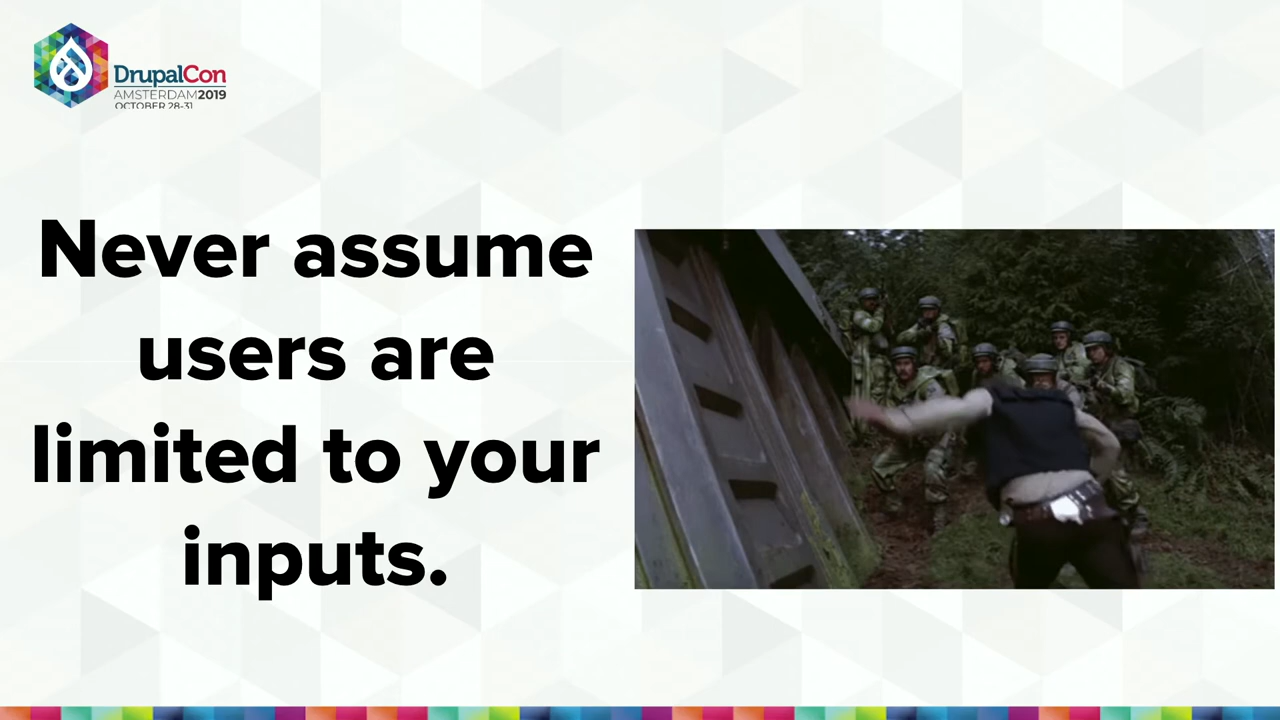 DrupalCon
AMSTERDAM2019
OCTOBER 28-31
Never assume
users are
limited to your
inputs.